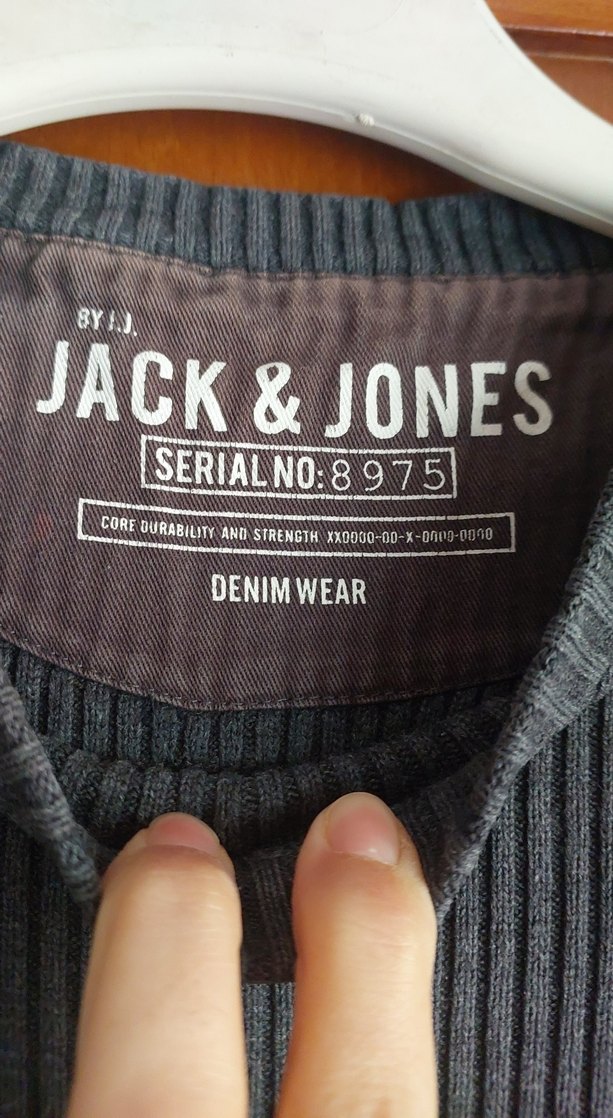 BY J.J.
JACK & JONES
SERIAL NO: 8975
CORE DURABILITY AND STRENGTH XX0000-00-X-0000-0000
DENIM WEAR